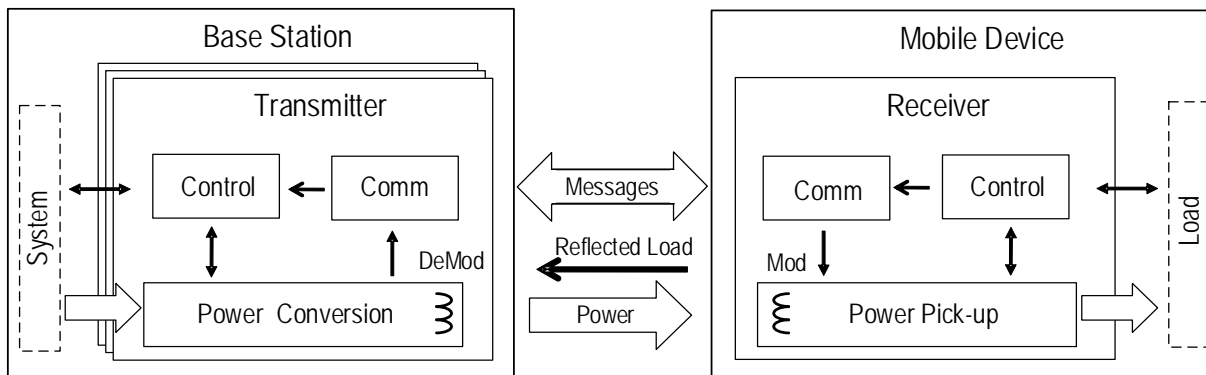 Base Station
Mobile Device
Transmitter
Receiver
System
Control
Comm
Messages
Comm
Control
Load
DeMod
Reflected Load
Mod
Power Conversion
Power
Power Pick-up